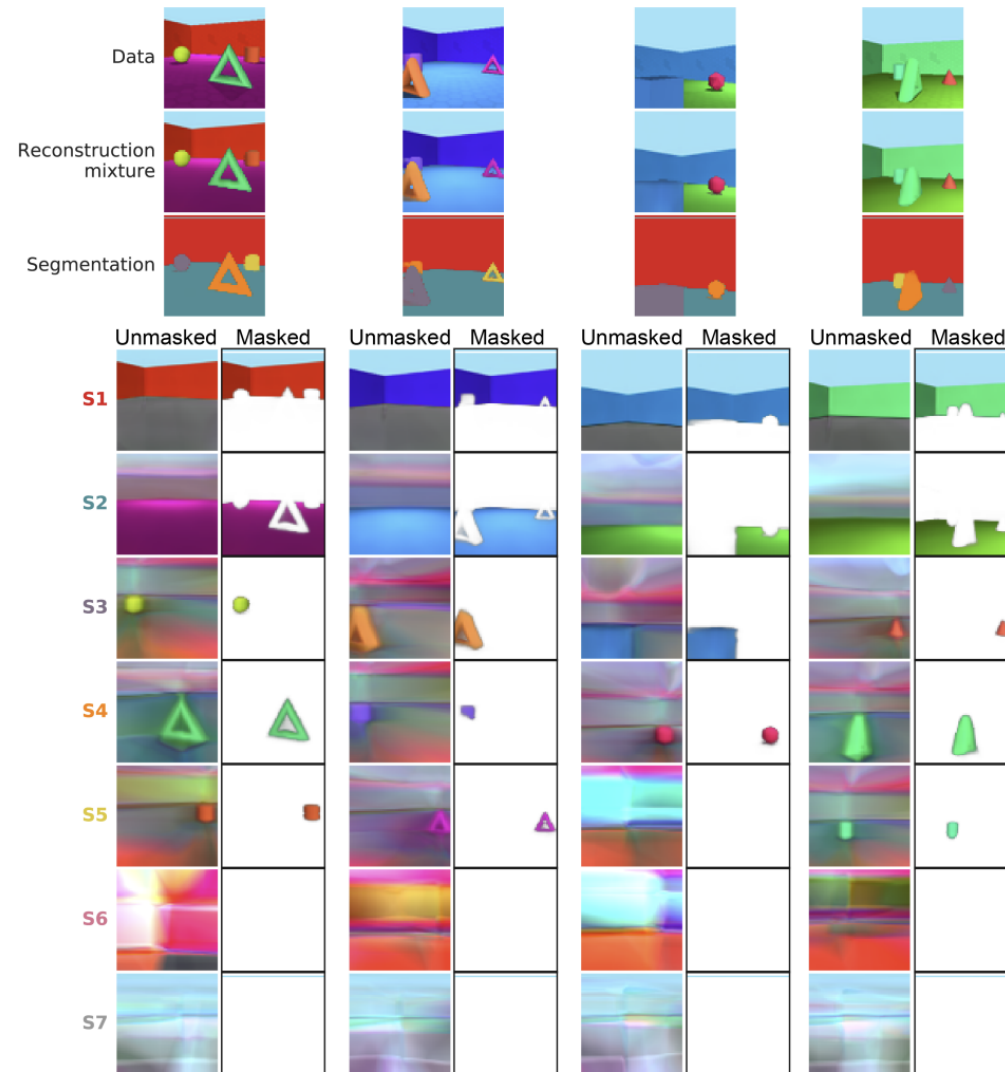 Data
Reconstruction
mixture
Segmentation
Unmasked Masked Unmasked Masked Unmasked Masked Unmasked Masked
S1
S2
S3
S4
S5
S6
S7